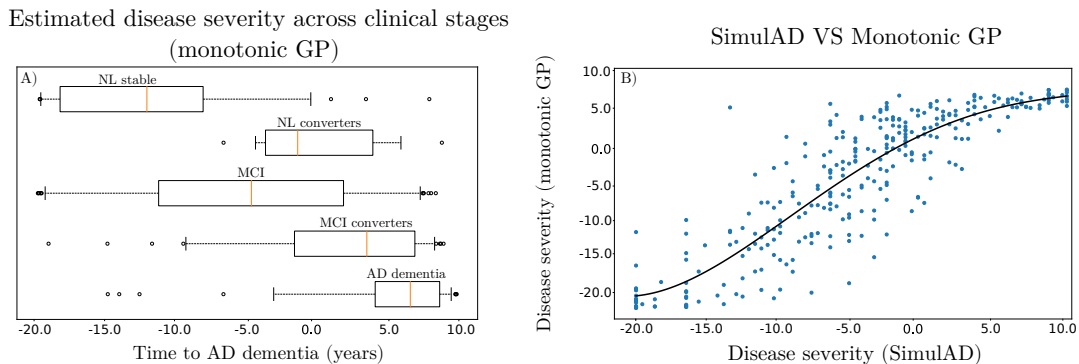 Estimated disease severity across clinical stages
(monotonic GP)
A)
NL stable
NL converters
MCI
MCI converters
AD dementia
-20.0 -15.0 -10.0 -5.0 0.0 5.0 10.0
Time to AD dementia (years)
SimulAD VS Monotonic GP
B)
Disease severity (monotonic GP)
10.0
5.0
0.0
-5.0
-10.0
-15.0
-20.0
-20.0 -15.0 -10.0 -5.0 0.0 5.0 10.0
Disease severity (SimulAD)